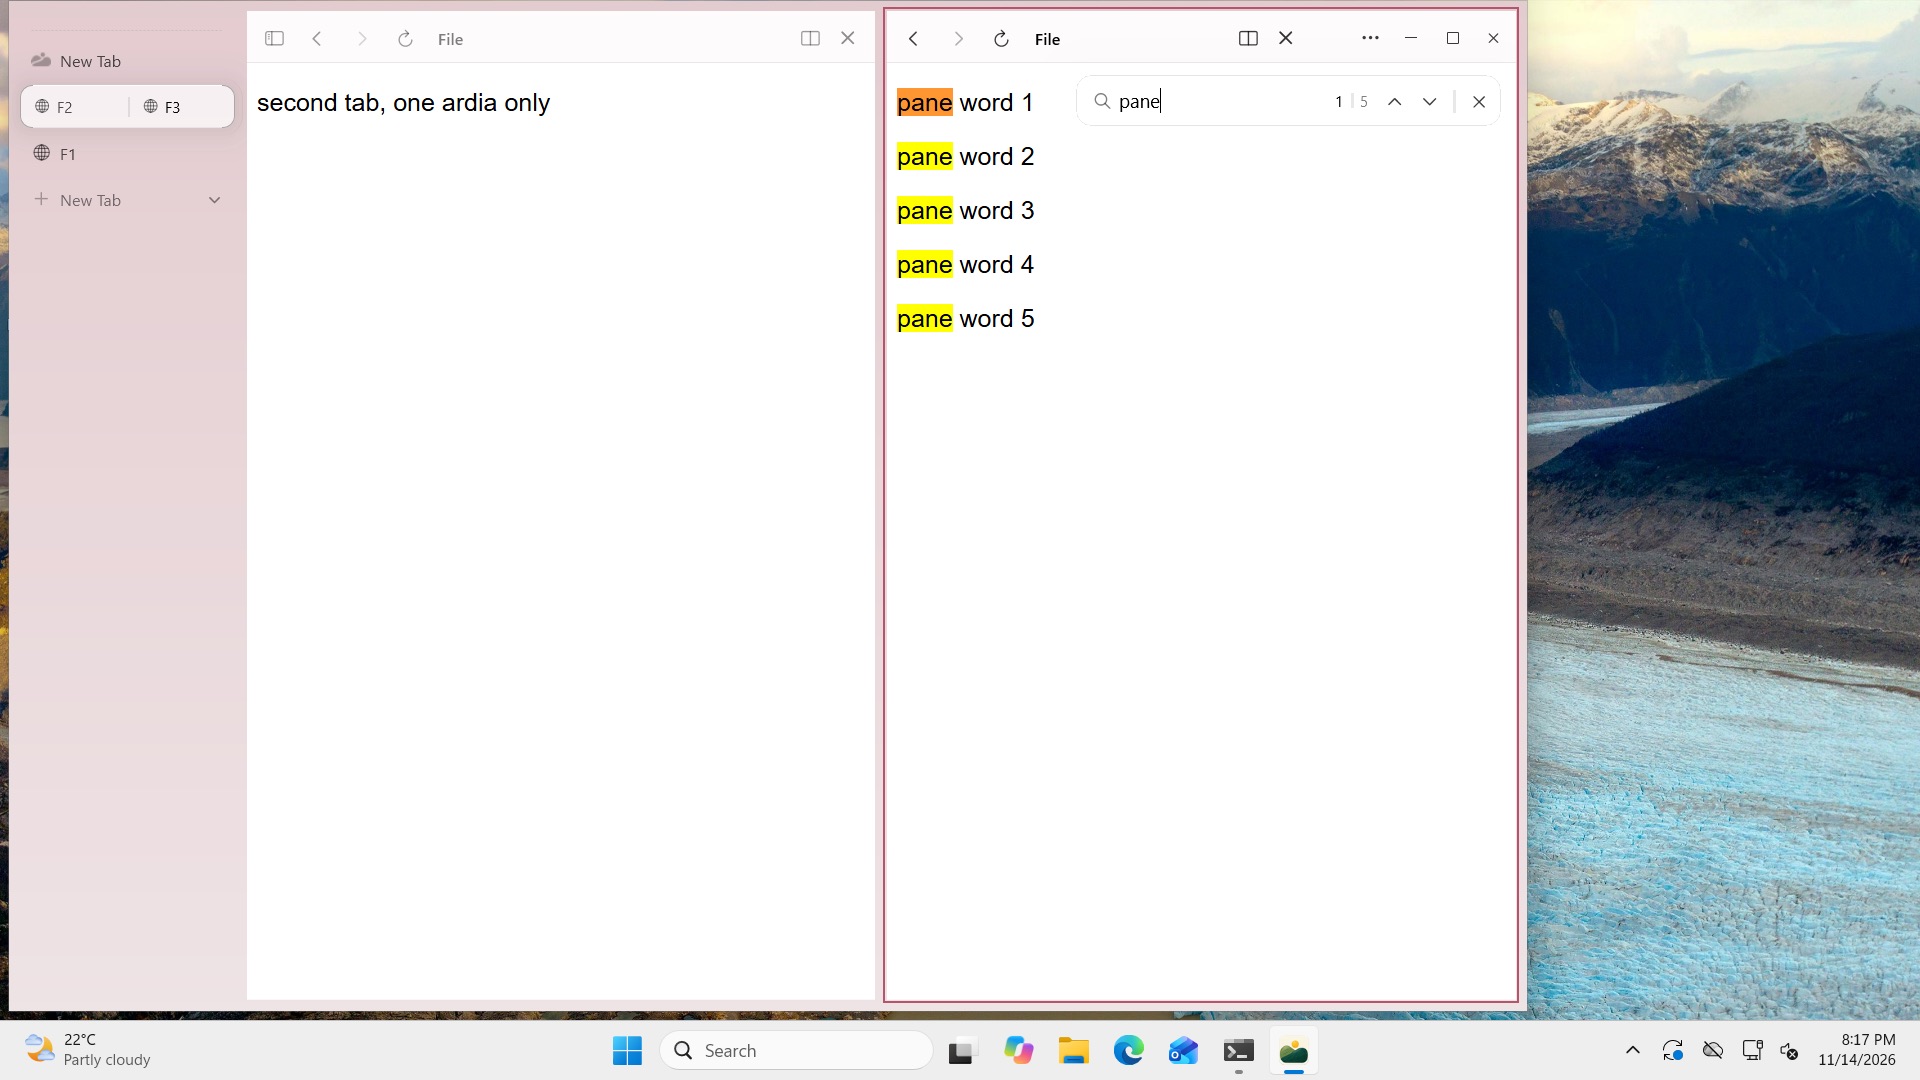 New Tab
F2
F3
F1
New Tab
File
second tab, one ardia only
File
pane
1
5
pane word 1
pane word 2
pane word 3
pane word 4
pane word 5
22°C
Partly cloudy
Search
8:17 PM
11/14/2026